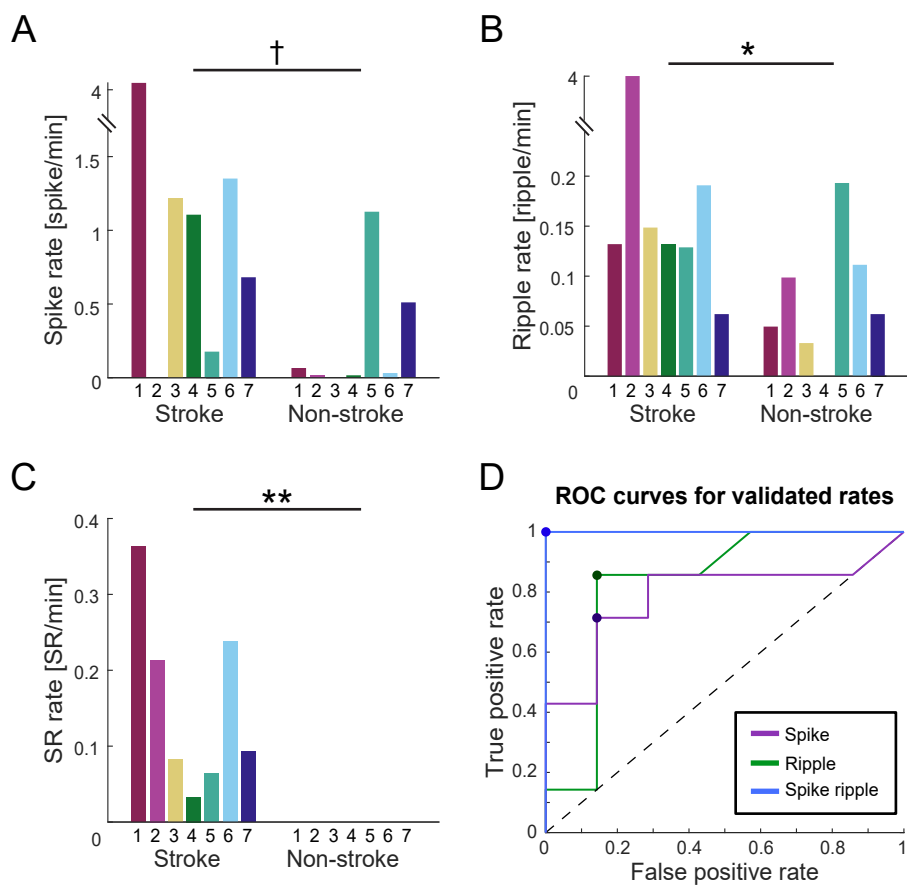 A
†
Spike rate [spike/min]
4
1.5
1
0.5
0
1 2 3 4 5 6 7 1 2 3 4 5 6 7
Stroke Non-stroke
B
*
Ripple rate [ripple/min]
4
0.2
0.15
0.1
0.05
0
1 2 3 4 5 6 7 1 2 3 4 5 6 7
Stroke Non-stroke
C
**
SR rate [SR/min]
0.4
0.3
0.2
0.1
0
1 2 3 4 5 6 7 1 2 3 4 5 6 7
Stroke Non-stroke
D
ROC curves for validated rates
True positive rate
1
0.8
0.6
0.4
0.2
0
0 0.2 0.4 0.6 0.8 1
False positive rate
Spike
Ripple
Spike ripple